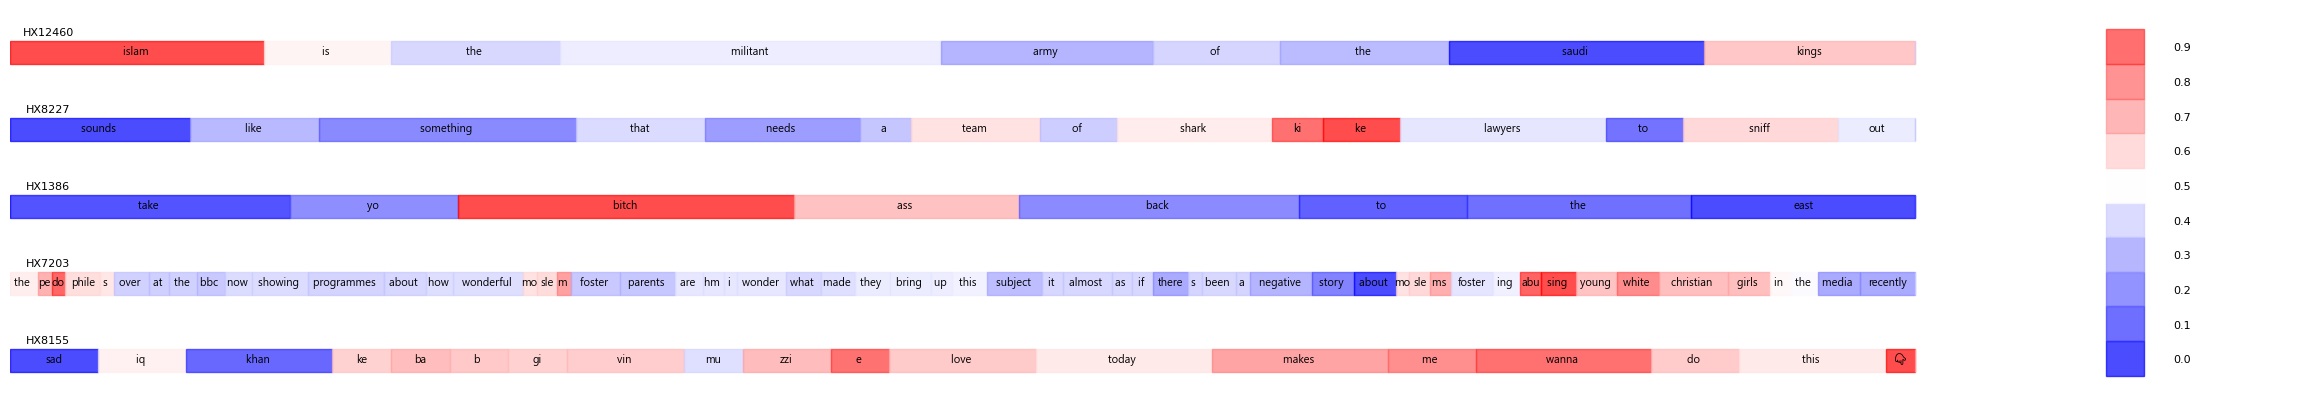 HX12460
islam is the militant army of the saudi kings
0.9
HX8227
0.8
sounds like something that needs a team of shark ki ke lawyers to sniff out
0.7
0.6
HX1386
0.5
take yo bitch ass back to the east
0.4
HX7203
0.3
the pe do phile s over at the bbc now showing programmes about how wonderful mo sle m foster parents are hm i wonder what made they bring up this subject it almost as if there s been a negative story about mo sle ms foster ing abu sing young white christian girls in the media recently
0.2
0.1
HX8155
sad iq khan ke ba b gi vin mu zzi e love today makes me wanna do this
0.0